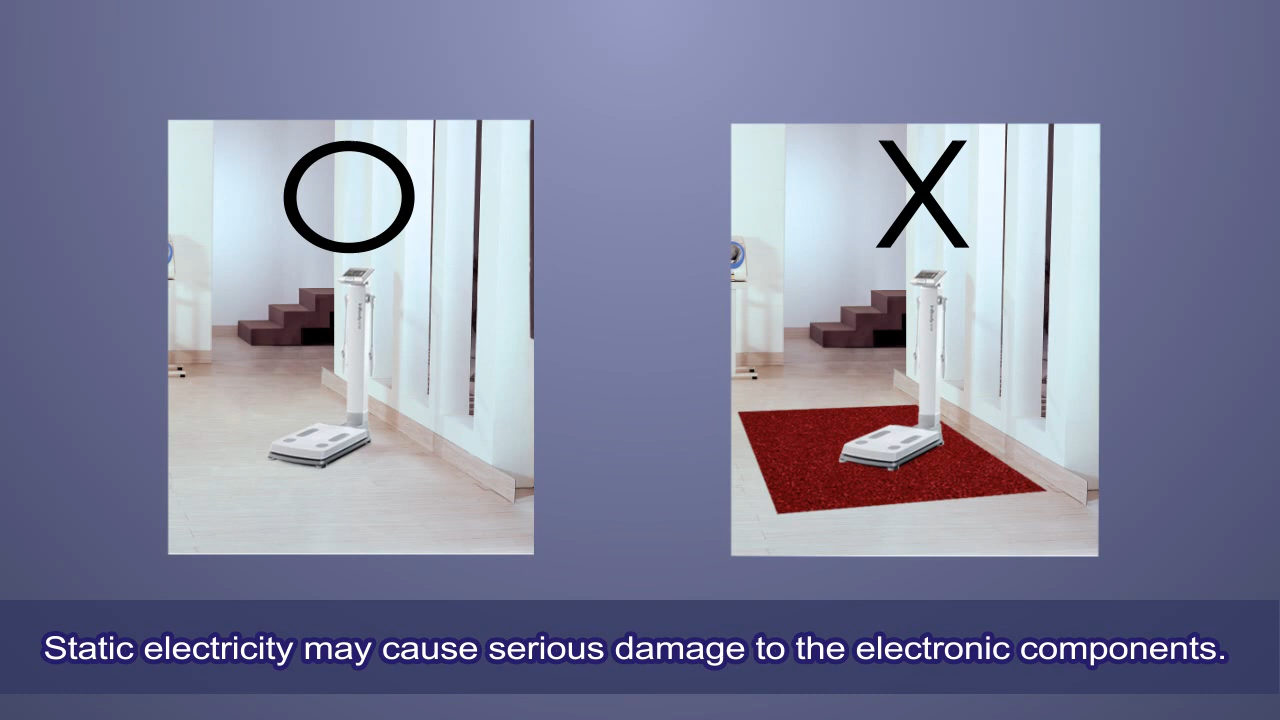 O
X
Static electricity may cause serious damage to the electronic components.